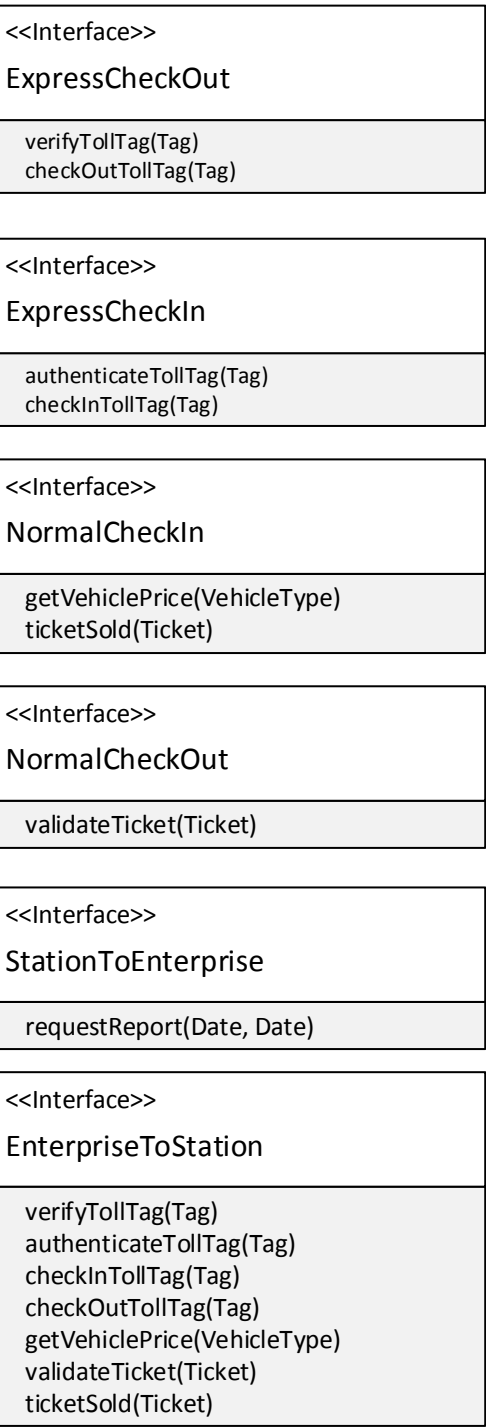 <<Interface>>
ExpressCheckOut
verifyTollTag(Tag)
checkOutTollTag(Tag)
<<Interface>>
ExpressCheckIn
authenticateTollTag(Tag)
checkInTollTag(Tag)
<<Interface>>
NormalCheckIn
getVehiclePrice(VehicleType)
ticketSold(Ticket)
<<Interface>>
NormalCheckOut
validateTicket(Ticket)
<<Interface>>
StationToEnterprise
requestReport(Date, Date)
<<Interface>>
EnterpriseToStation
verifyTollTag(Tag)
authenticateTollTag(Tag)
checkInTollTag(Tag)
checkOutTollTag(Tag)
getVehiclePrice(VehicleType)
validateTicket(Ticket)
ticketSold(Ticket)